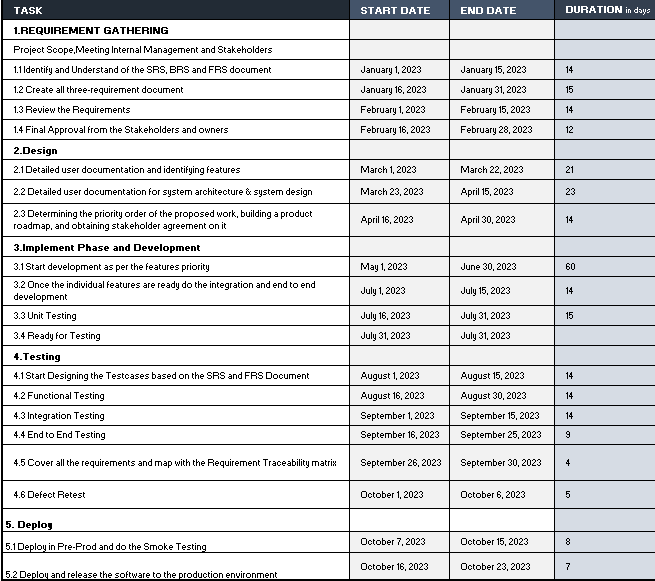 TASK START DATE END DATE DURATION in days
1.REQUIREMENT GATHERING
Project Scope,Meeting Internal Management and Stakeholders
1.1 Identify and Understand of the SRS, BRS and FRS document January 1, 2023 January 15, 2023 14
1.2 Create all three-requirement document January 16, 2023 January 31, 2023 15
1.3 Review the Requirements February 1, 2023 February 15, 2023 14
1.4 Final Approval from the Stakeholders and owners February 16, 2023 February 28, 2023 12
2.Design
2.1 Detailed user documentation and identifying features March 1, 2023 March 22, 2023 21
2.2 Detailed user documentation for system architecture & system design March 23, 2023 April 15, 2023 23
2.3 Determining the priority order of the proposed work, building a product
roadmap, and obtaining stakeholder agreement on it April 16, 2023 April 30, 2023 14
3.Implement Phase and Development
3.1 Start development as per the features priority May 1, 2023 June 30, 2023 60
3.2 Once the individual features are ready do the integration and end to end
development July 1, 2023 July 15, 2023 14
3.3 Unit Testing July 16, 2023 July 31, 2023 15
3.4 Ready for Testing July 31, 2023 July 31, 2023
4.Testing
4.1 Start Designing the Testcases based on the SRS and FRS Document August 1, 2023 August 15, 2023 14
4.2 Functional Testing August 16, 2023 August 30, 2023 14
4.3 Integration Testing September 1, 2023 September 15, 2023 14
4.4 End to End Testing September 16, 2023 September 25, 2023 9
4.5 Cover all the requirements and map with the Requirement Traceability matrix September 26, 2023 September 30, 2023 4
4.6 Defect Retest October 1, 2023 October 6, 2023 5
5. Deploy
5.1 Deploy in Pre-Prod and do the Smoke Testing October 7, 2023 October 15, 2023 8
5.2 Deploy and release the software to the production environment October 16, 2023 October 23, 2023 7